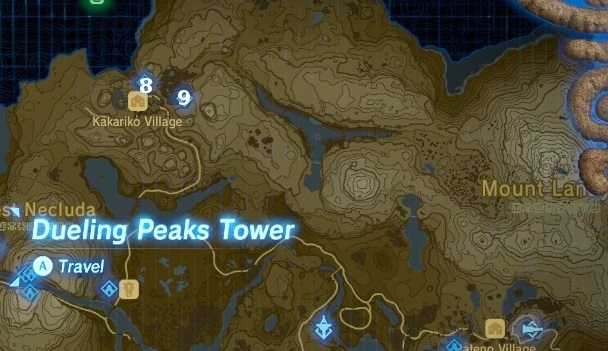 8
9
Kakariko Village
Mount Lan
Necluda
Dueling Peaks Tower
A Travel
ateno Village